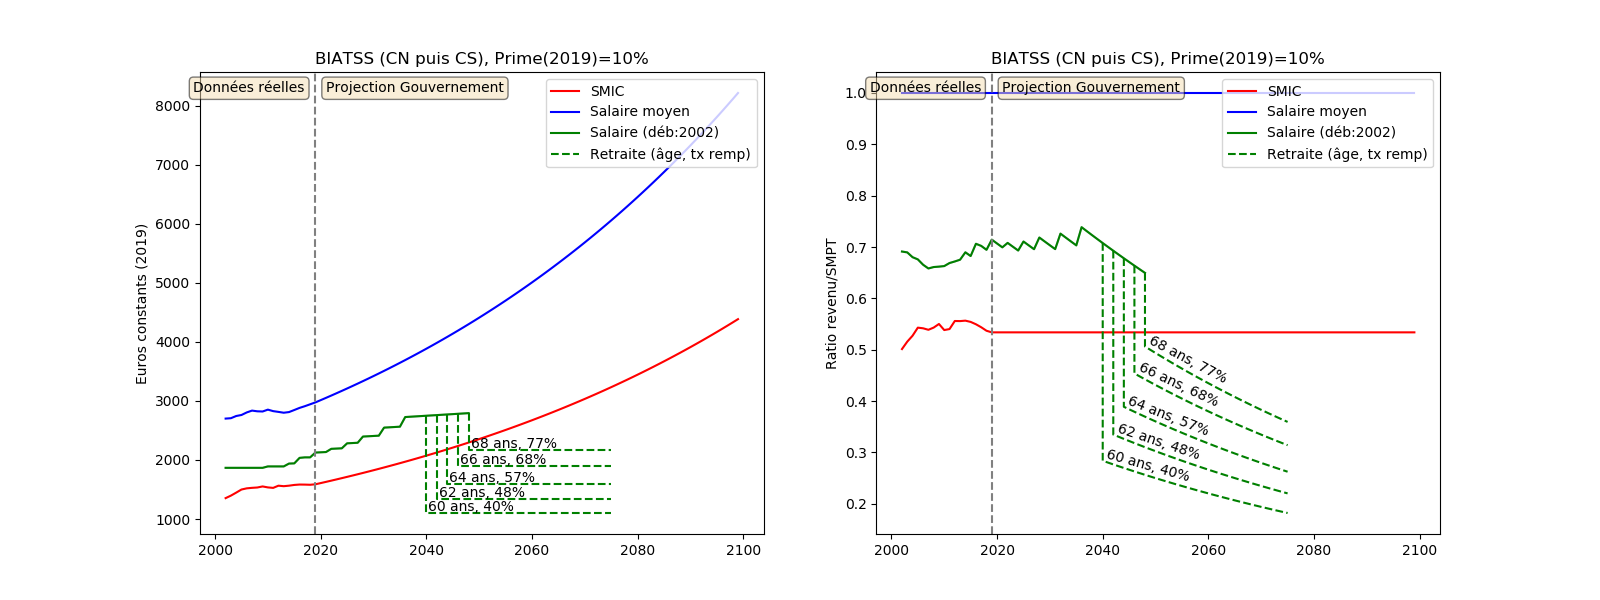 BIATSS (CN puis CS), Prime(2019)=10%
Données réelles
Projection Gouvernement
SMIC
Salaire moyen
Salaire (déb:2002)
Retraite (âge, tx remp)
Euros constants (2019)
8000
7000
6000
5000
4000
3000
2000
1000
68 ans, 77%
66 ans, 68%
64 ans, 57%
62 ans, 48%
60 ans, 40%
2000
2020
2040
2060
2080
2100
BIATSS (CN puis CS), Prime(2019)=10%
Données réelles
Projection Gouvernement
SMIC
Salaire moyen
Salaire (déb:2002)
Retraite (âge, tx remp)
Ratio revenu/SMPT
1.0
0.9
0.8
0.7
0.6
0.5
0.4
0.3
0.2
68 ans, 77%
66 ans, 68%
64 ans, 57%
62 ans, 48%
60 ans, 40%
2000
2020
2040
2060
2080
2100